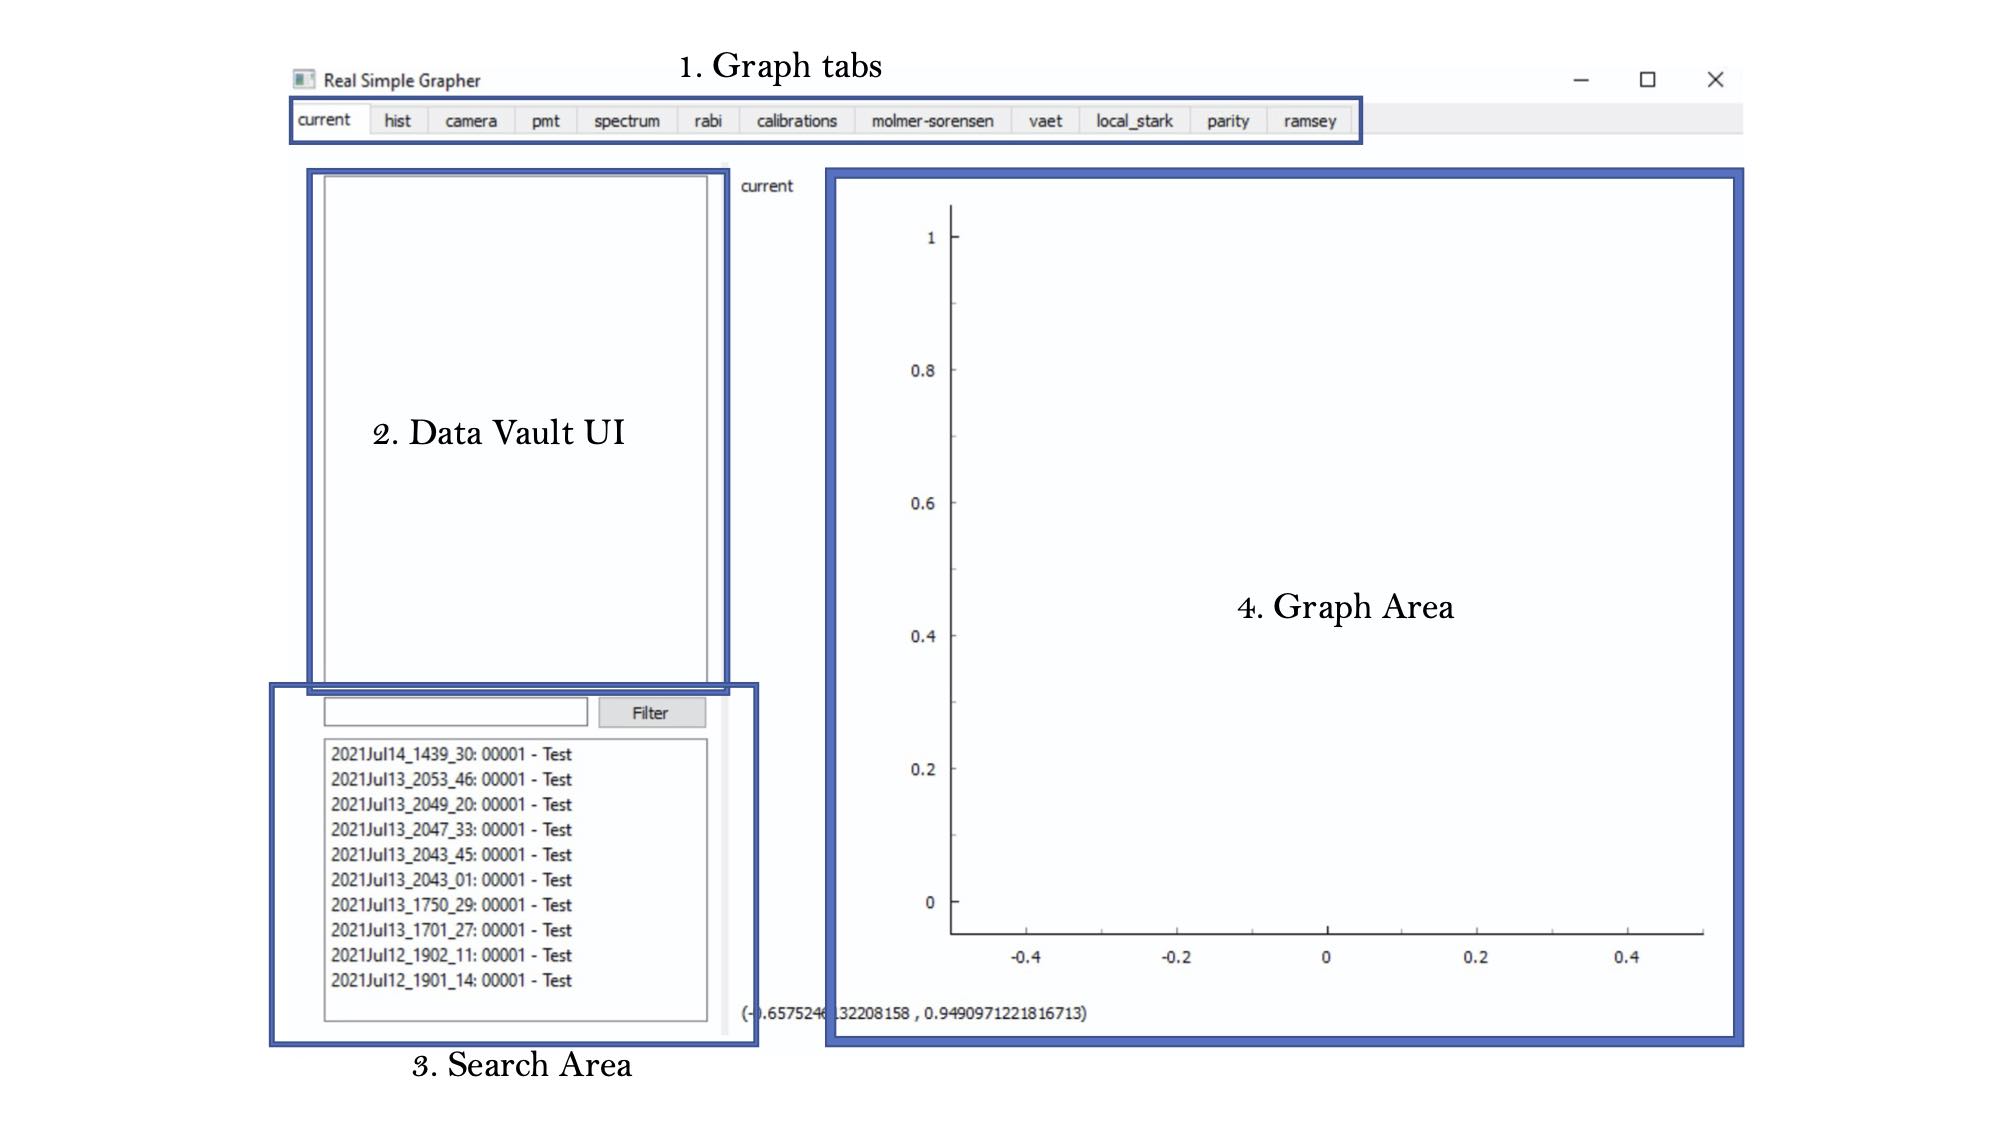 1. Graph tabs
Real Simple Grapher
current hist camera pmt spectrum rabi calibrations molmer-sorensen vaet local_stark parity ramsey
current
2. Data Vault UI
Filter
2021Jul14_1439_30: 00001 - Test
2021Jul13_2053_46: 00001 - Test
2021Jul13_2049_20: 00001 - Test
2021Jul13_2047_33: 00001 - Test
2021Jul13_2043_45: 00001 - Test
2021Jul13_2043_01: 00001 - Test
2021Jul13_1750_29: 00001 - Test
2021Jul13_1701_27: 00001 - Test
2021Jul12_1902_11: 00001 - Test
2021Jul12_1901_14: 00001 - Test
3. Search Area
1
0.8
0.6
4. Graph Area
0.4
0.2
0
-0.4 -0.2 0 0.2 0.4
0.9490971221816713)